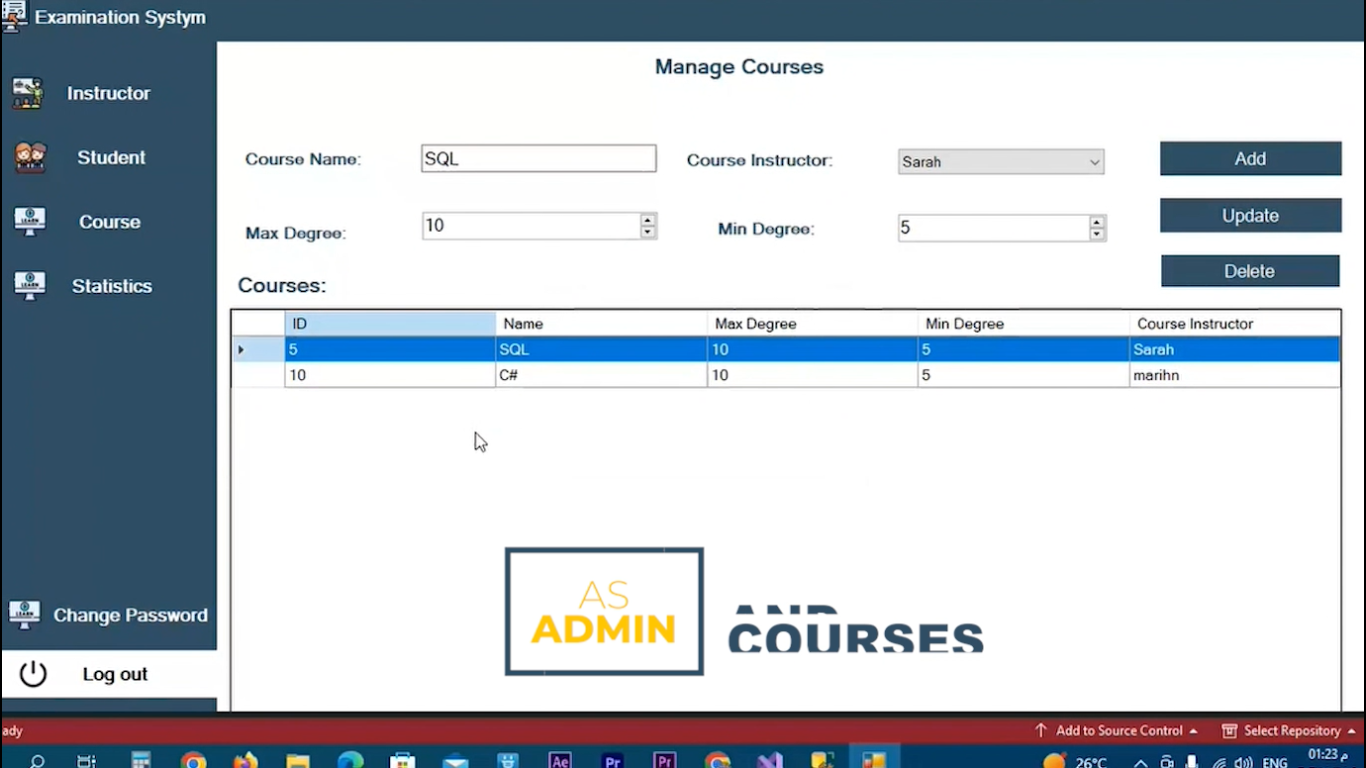 Examination Systym
Instructor
Student
Course
Statistics
Change Password
Log out
Manage Courses
Course Name: SQL Course Instructor: Sarah Add
Max Degree: 10 Min Degree: 5 Update
Delete
Courses:
ID Name Max Degree Min Degree Course Instructor
5 SQL 10 5 Sarah
10 C# 10 5 marihn
AS
ADMIN
AND
COURSES
ady Add to Source Control Select Repository
Ae Pr Pr 26°C ENG 01:23 م